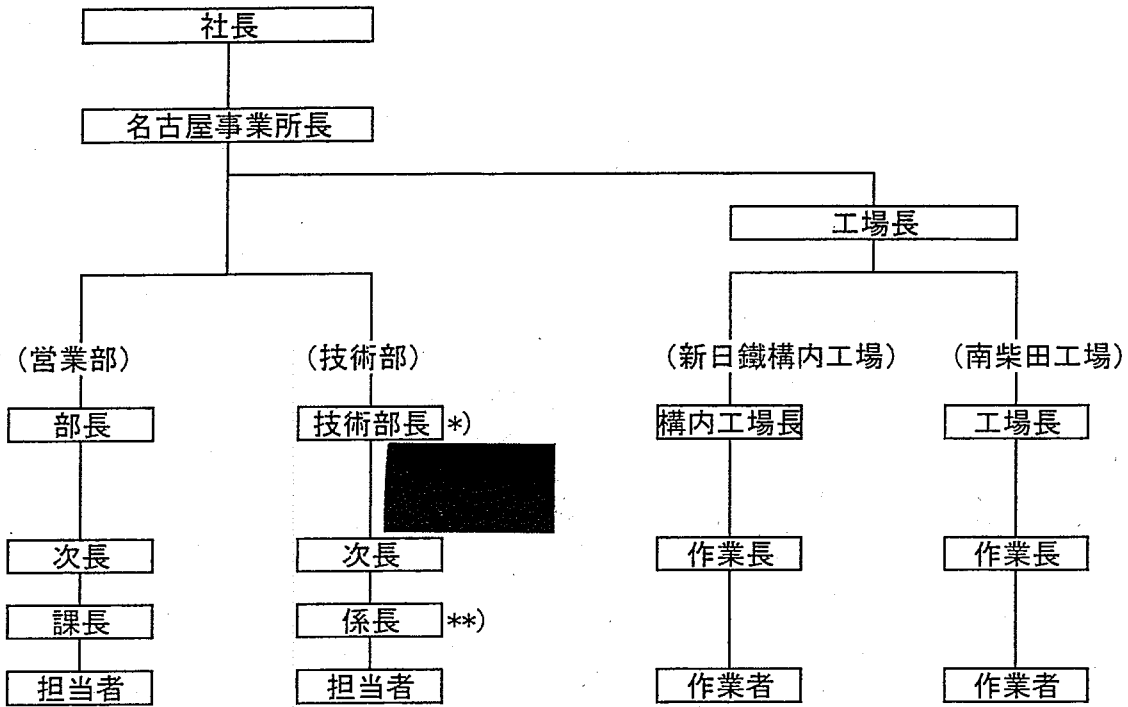 社長
名古屋事業所長
工場長
(営業部) (技術部) (新日鐵構内工場) (南柴田工場)
部長 技術部長 *) 構内工場長 工場長
次長 次長 作業長 作業長
課長 係長 **)
担当者 担当者 作業者 作業者